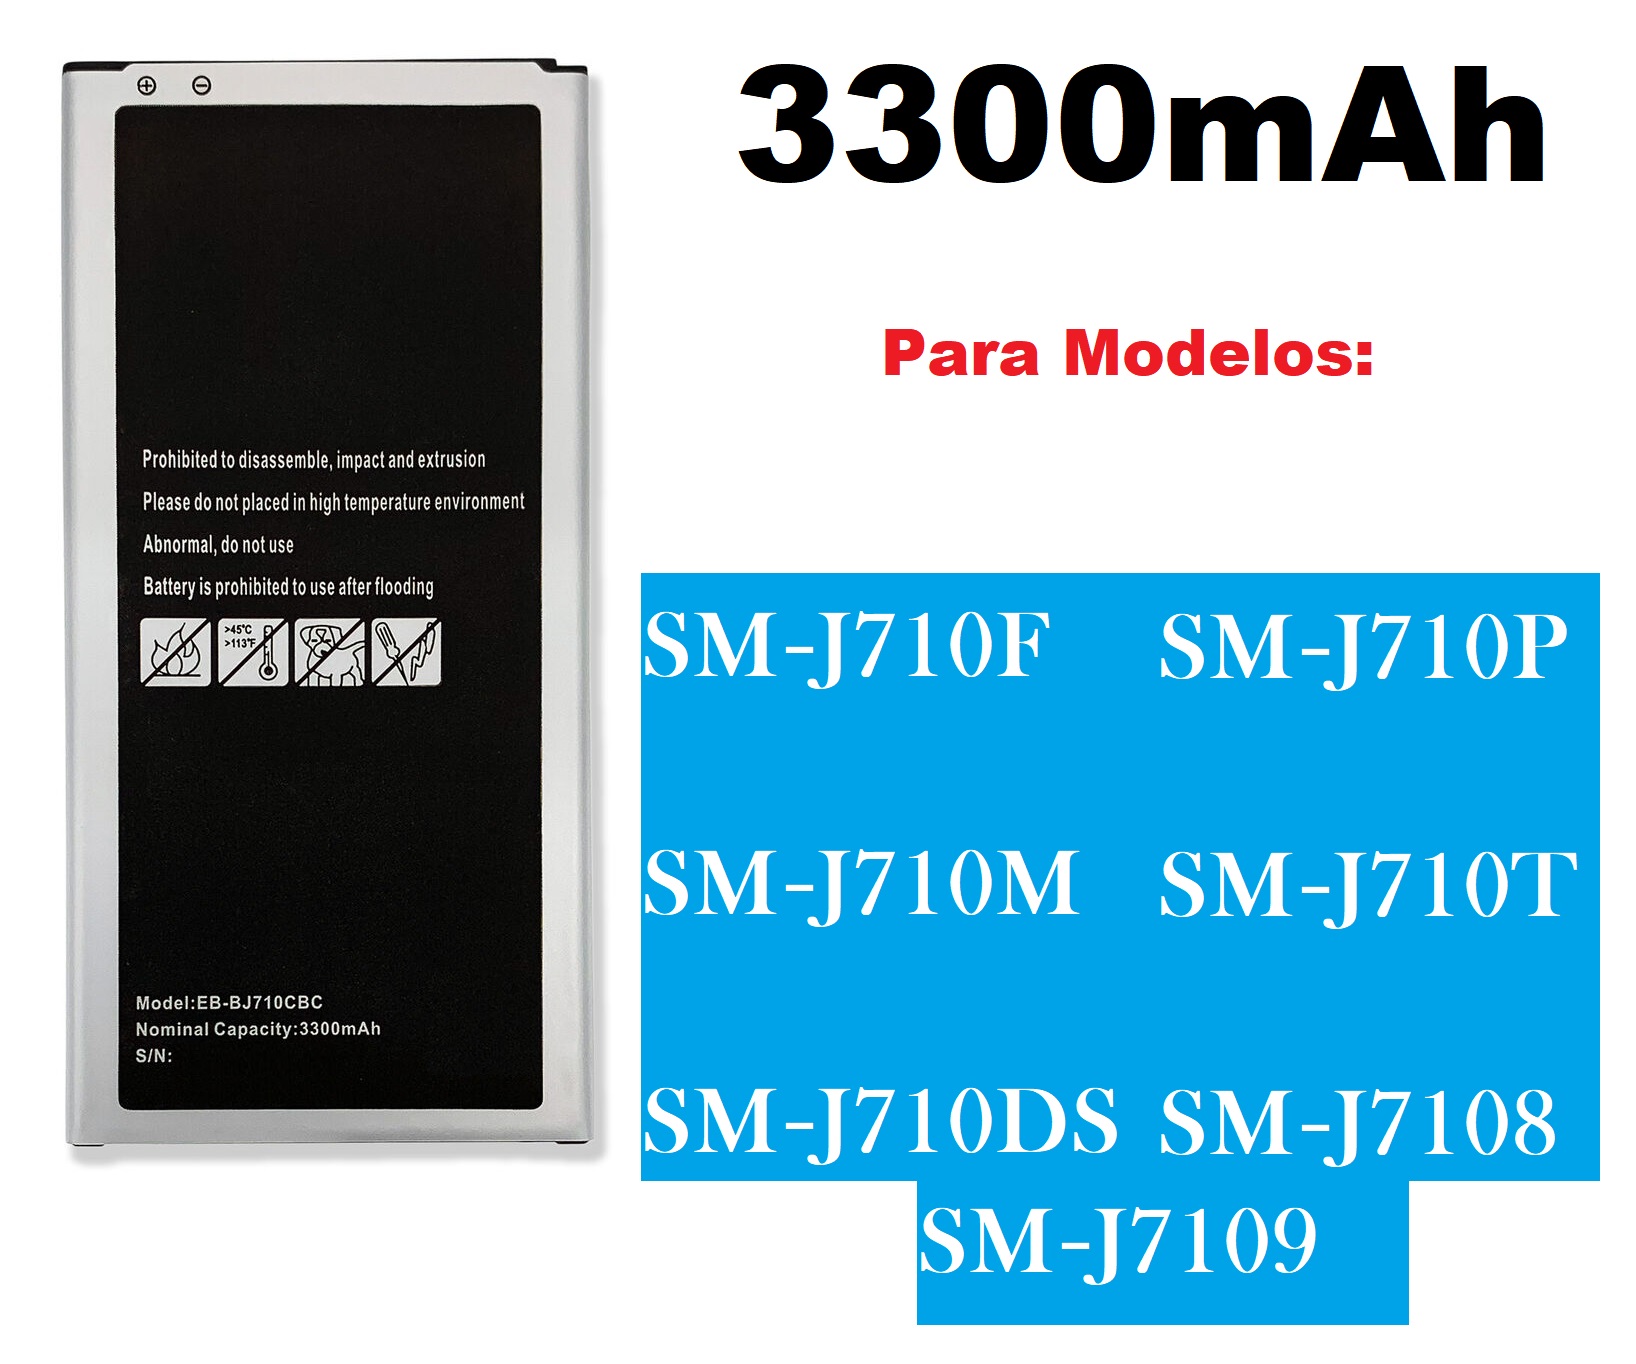 3300mAh
Para Modelos:
Prohibited to disassemble, impact and extrusion
Please do not placed in high temperature environment
Abnormal, do not use
Battery is prohibited to use after flooding
>45°C
>113°F
Model:EB-BJ710CBC
Nominal Capacity:3300mAh
S/N:
SM-J710F SM-J710P
SM-J710M SM-J710T
SM-J710DS SM-J7108
SM-J7109